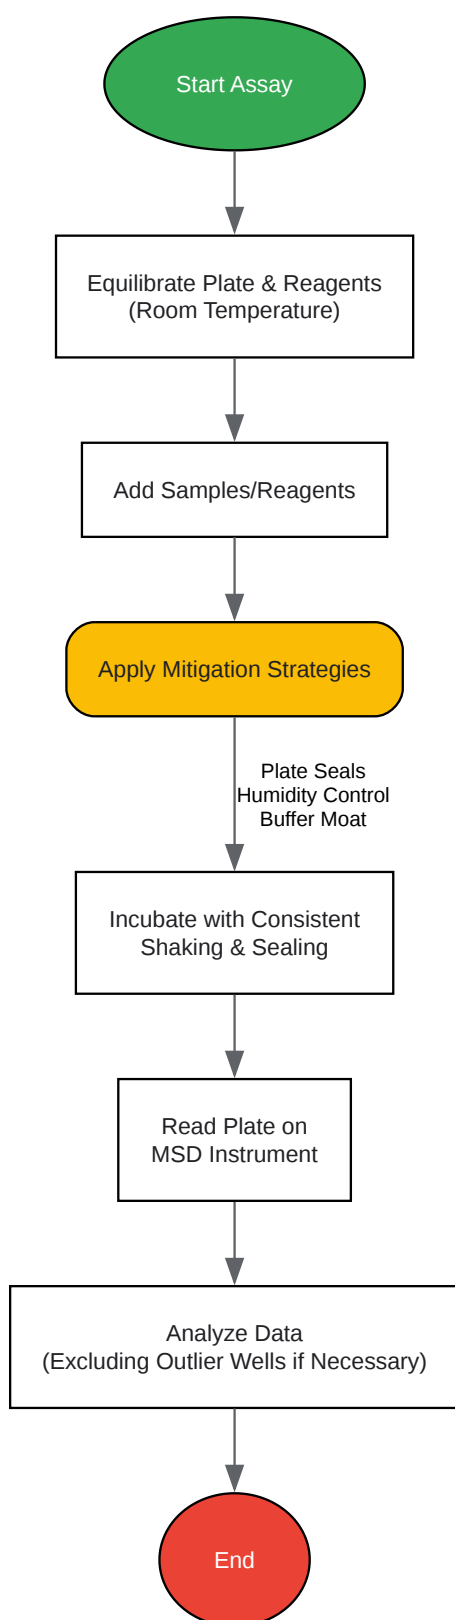 Start Assay
Equilibrate Plate & Reagents
(Room Temperature)
Add Samples/Reagents
Apply Mitigation Strategies
Plate Seals
Humidity Control
Buffer Moat
Incubate with Consistent
Shaking & Sealing
Read Plate on
MSD Instrument
Analyze Data
(Excluding Outlier Wells if Necessary)
End